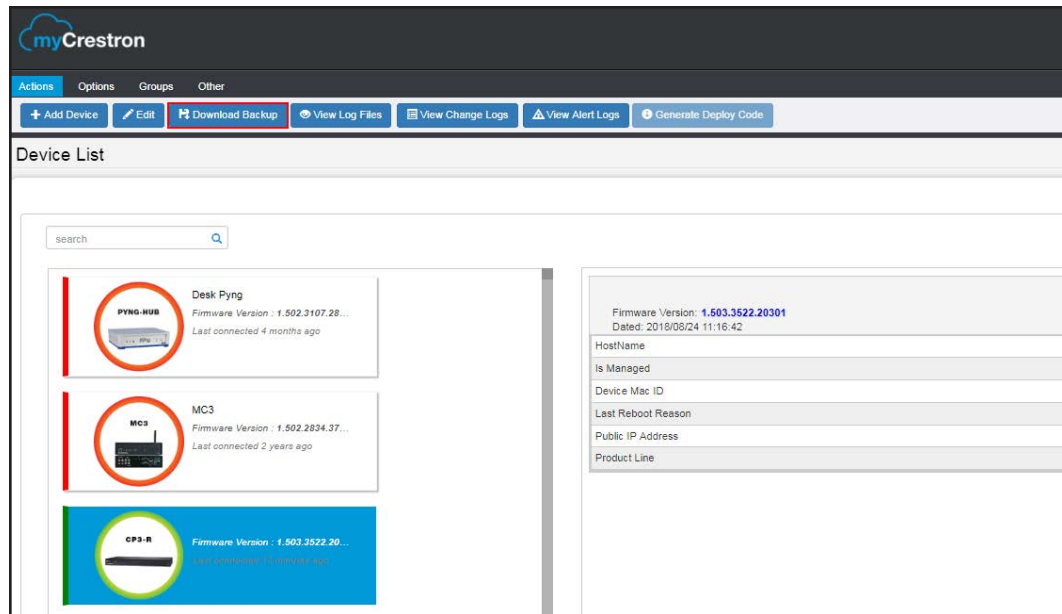 myCrestron
Actions Options Groups Other
Add Device Edit Download Backup View Log Files View Change Logs View Alert Logs Generate Deploy Code
Device List
search
PYNG-HUB
Desk Pyng
Firmware Version : 1.502.3107.28...
Last connected 4 months ago
MC3
MC3
Firmware Version : 1.502.2834.37...
Last connected 2 years ago
CP3-R
Firmware Version : 1.503.3522.20...
Last connected
Firmware Version: 1.503.3522.20301
Dated: 2018/08/24 11:16:42
HostName
Is Managed
Device Mac ID
Last Reboot Reason
Public IP Address
Product Line